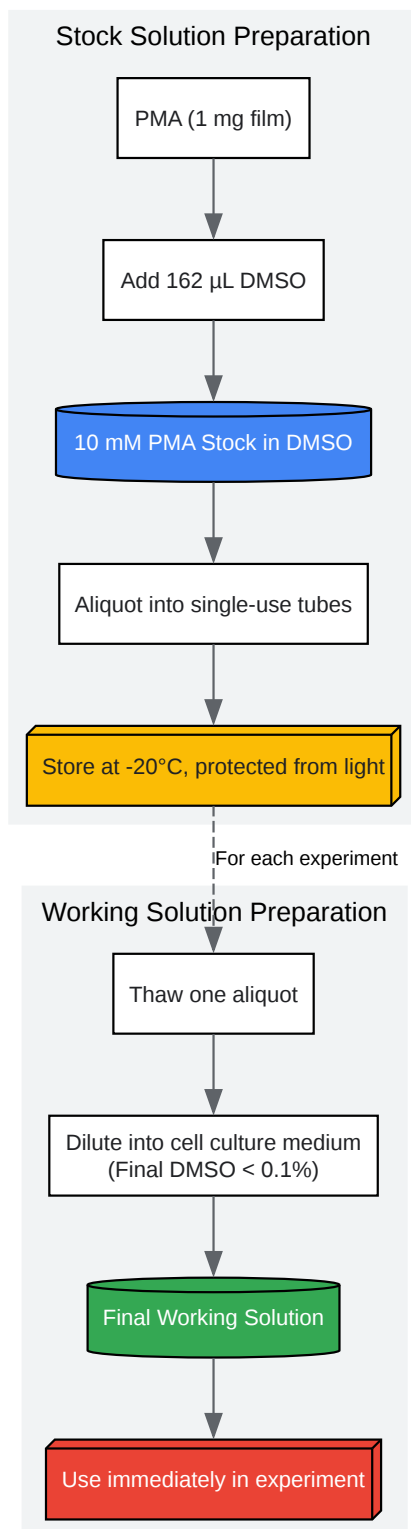 Stock Solution Preparation
PMA (1 mg film)
Add 162 µL DMSO
10 mM PMA Stock in DMSO
Aliquot into single-use tubes
Store at -20°C, protected from light
For each experiment
Working Solution Preparation
Thaw one aliquot
Dilute into cell culture medium
(Final DMSO < 0.1%)
Final Working Solution
Use immediately in experiment